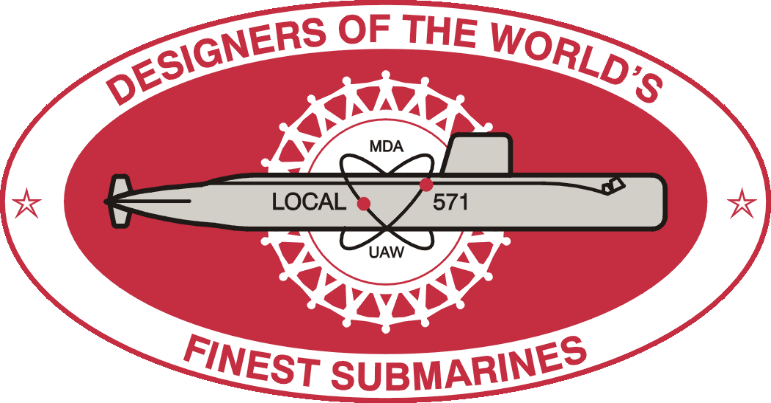 DESIGNERS OF THE WORLD'S
MDA
LOCAL 571
UAW
FINEST SUBMARINES